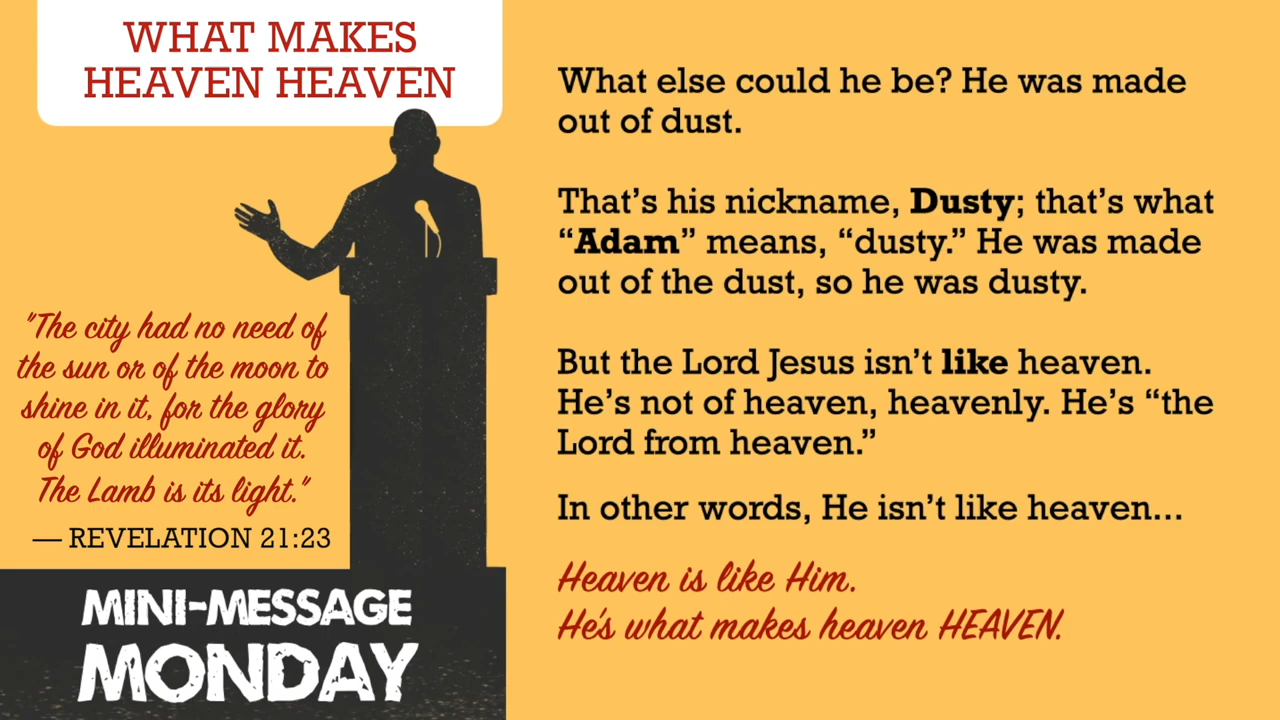 WHAT MAKES
HEAVEN HEAVEN
"The city had no need of
the sun or of the moon to
shine in it, for the glory
of God illuminated it.
The Lamb is its light."
— REVELATION 21:23
MINI-MESSAGE
MONDAY
What else could he be? He was made
out of dust.
That’s his nickname, Dusty; that’s what
“Adam” means, “dusty.” He was made
out of the dust, so he was dusty.
But the Lord Jesus isn’t like heaven.
He’s not of heaven, heavenly. He’s “the
Lord from heaven.”
In other words, He isn’t like heaven...
Heaven is like Him.
He's what makes heaven HEAVEN.